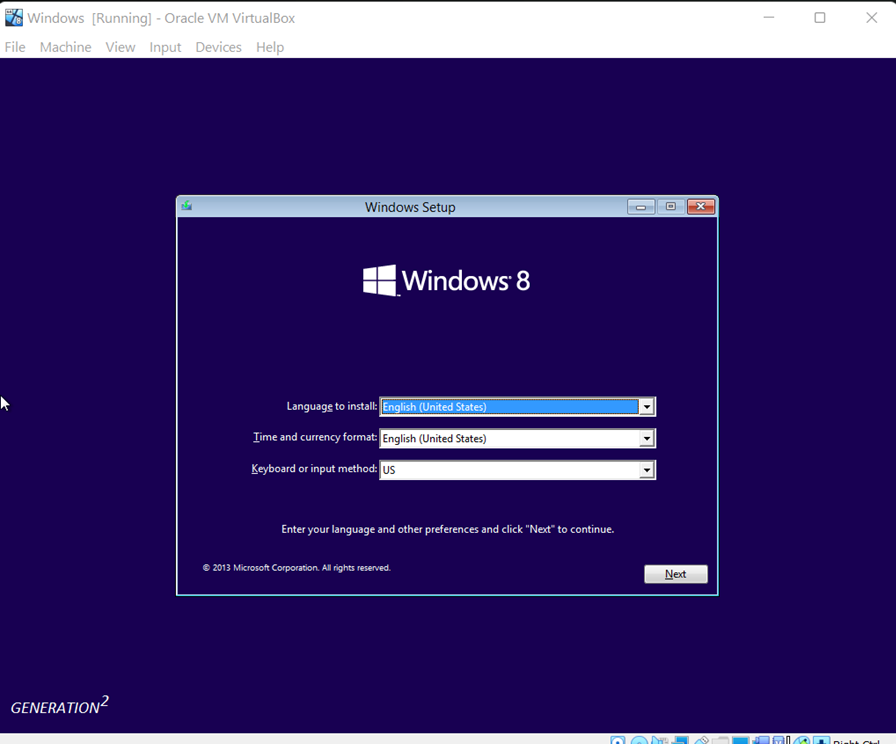 Windows [Running] - Oracle VM VirtualBox
File Machine View Input Devices Help
Windows Setup
Windows 8
Language to install: English (United States)
Time and currency format: English (United States)
Keyboard or input method: US
Enter your language and other preferences and click "Next" to continue.
© 2013 Microsoft Corporation. All rights reserved.
Next
GENERATION²
Right Ctrl